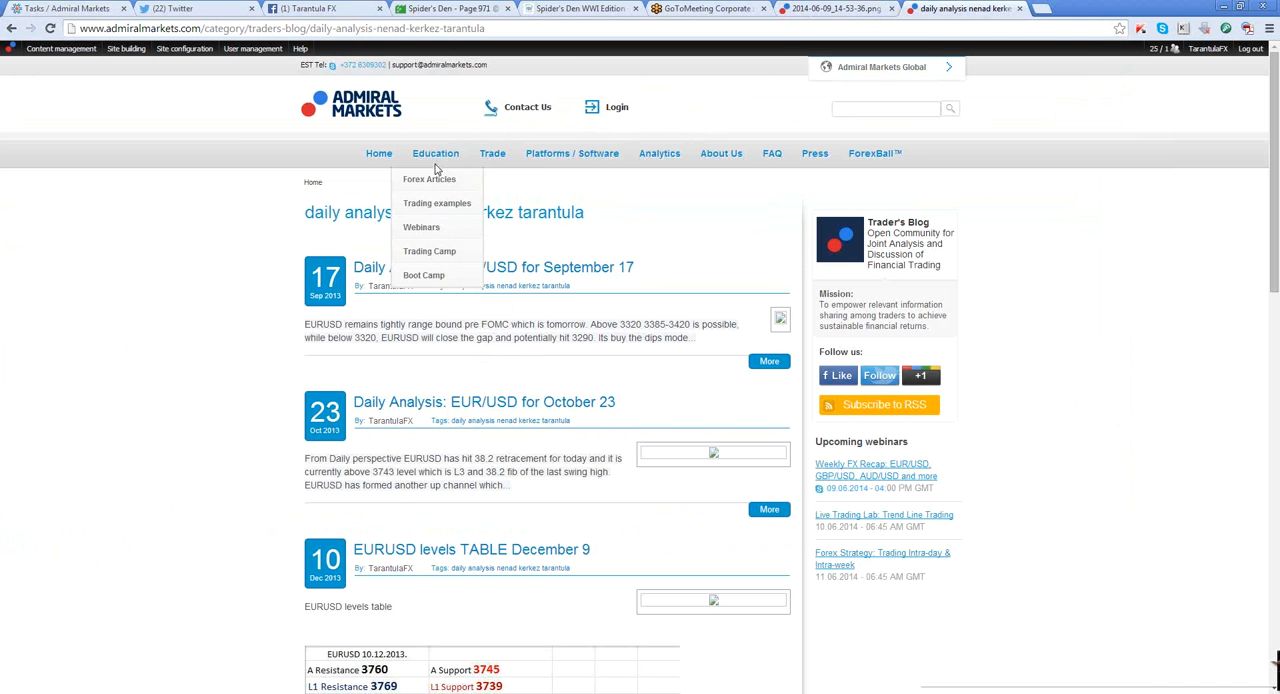 Tasks / Admiral Markets
(22) Twitter
(1) Tarantula FX
Spider's Den - Page 971
Spider's Den WWI Edition
GoToMeeting Corporate
2014-06-09_14-53-36.png
daily analysis nenad kerkez
www.admiralmarkets.com/category/traders-blog/daily-analysis-nenad-kerkez-tarantula
Content management Site building Site configuration User management Help
25 / 1 TarantulaFX Log out
EST Tel: +372 6309302 | support@admiralmarkets.com
Admiral Markets Global
ADMIRAL
MARKETS
Contact Us
Login
Home Education Trade Platforms / Software Analytics About Us FAQ Press ForexBall™
Forex Articles
Trading examples
Webinars
Trading Camp
Boot Camp
Home
daily analys kerkez tarantula
17
Sep 2013
Daily A /USD for September 17
By: Taran lysis nenad kerkez tarantula
EURUSD remains tightly range bound pre FOMC which is tomorrow. Above 3320 3385-3420 is possible,
while below 3320, EURUSD will close the gap and potentially hit 3290. Its buy the dips mode...
More
23
Oct 2013
Daily Analysis: EUR/USD for October 23
By: TarantulaFX Tags: daily analysis nenad kerkez tarantula
From Daily perspective EURUSD has hit 38.2 retracement for today and it is
currently above 3743 level which is L3 and 38.2 fib of the last swing high.
EURUSD has formed another up channel which...
More
10
Dec 2013
EURUSD levels TABLE December 9
By: TarantulaFX Tags: daily analysis nenad kerkez tarantula
EURUSD levels table
EURUSD 10.12.2013.
A Resistance 3760 A Support 3745
L1 Resistance 3769 L1 Support 3739
Trader's Blog
Open Community for
Joint Analysis and
Discussion of
Financial Trading
Mission:
To empower relevant information
sharing among traders to achieve
sustainable financial returns.
Follow us:
f Like
Follow
+1
Subscribe to RSS
Upcoming webinars
Weekly FX Recap: EUR/USD,
GBP/USD, AUD/USD and more
09.06.2014 - 04:00 PM GMT
Live Trading Lab: Trend Line Trading
10.06.2014 - 06:45 AM GMT
Forex Strategy: Trading Intra-day &
Intra-week
11.06.2014 - 06:45 AM GMT